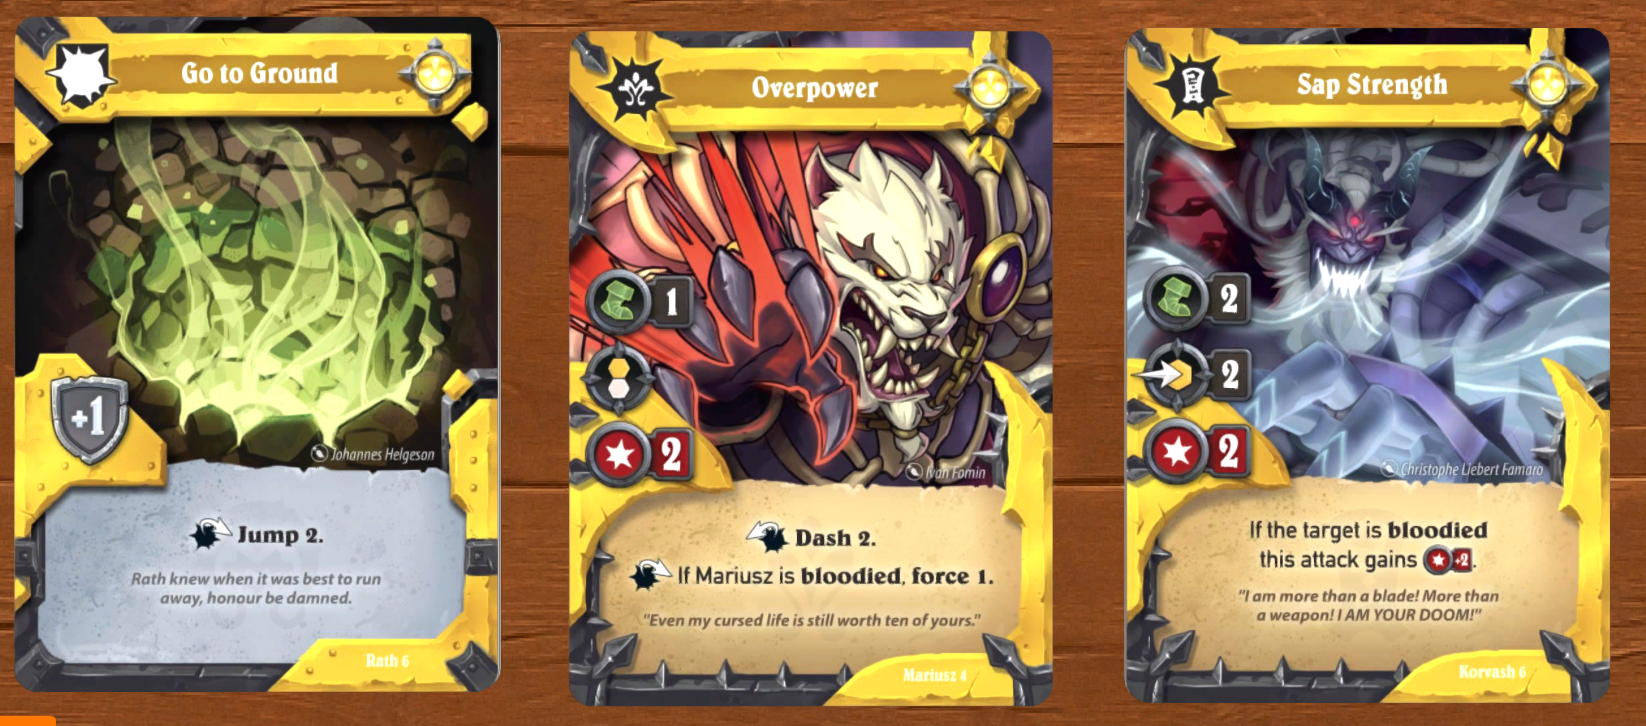 Go to Ground
+1
Johannes Helgeson
Jump 2.
Rath knew when it was best to run
away, honour be damned.
Rath 6
Overpower
1
2
Ivan Fomin
Dash 2.
If Mariusz is bloodied, force 1.
"Even my cursed life is still worth ten of yours."
Mariusz 4
Sap Strength
2
2
2
Christophe Liebert Famaro
If the target is bloodied
this attack gains +2.
"I am more than a blade! More than
a weapon! I AM YOUR DOOM!"
Korvash 6